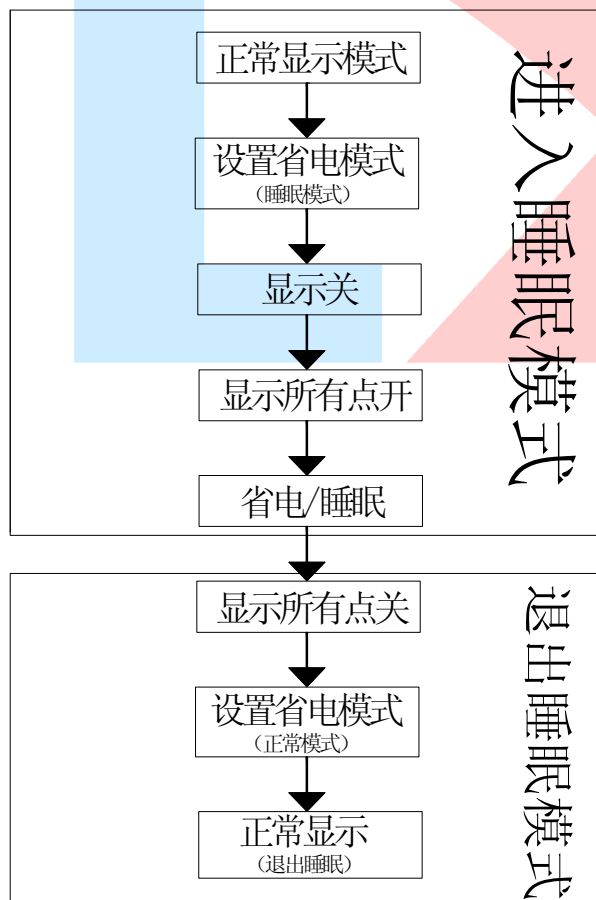 正常显示模式
设置省电模式
（睡眠模式）
显示关
显示所有点开
省电/睡眠
进入睡眠模式
显示所有点关
设置省电模式
（正常模式）
正常显示
（退出睡眠）
退出睡眠模式